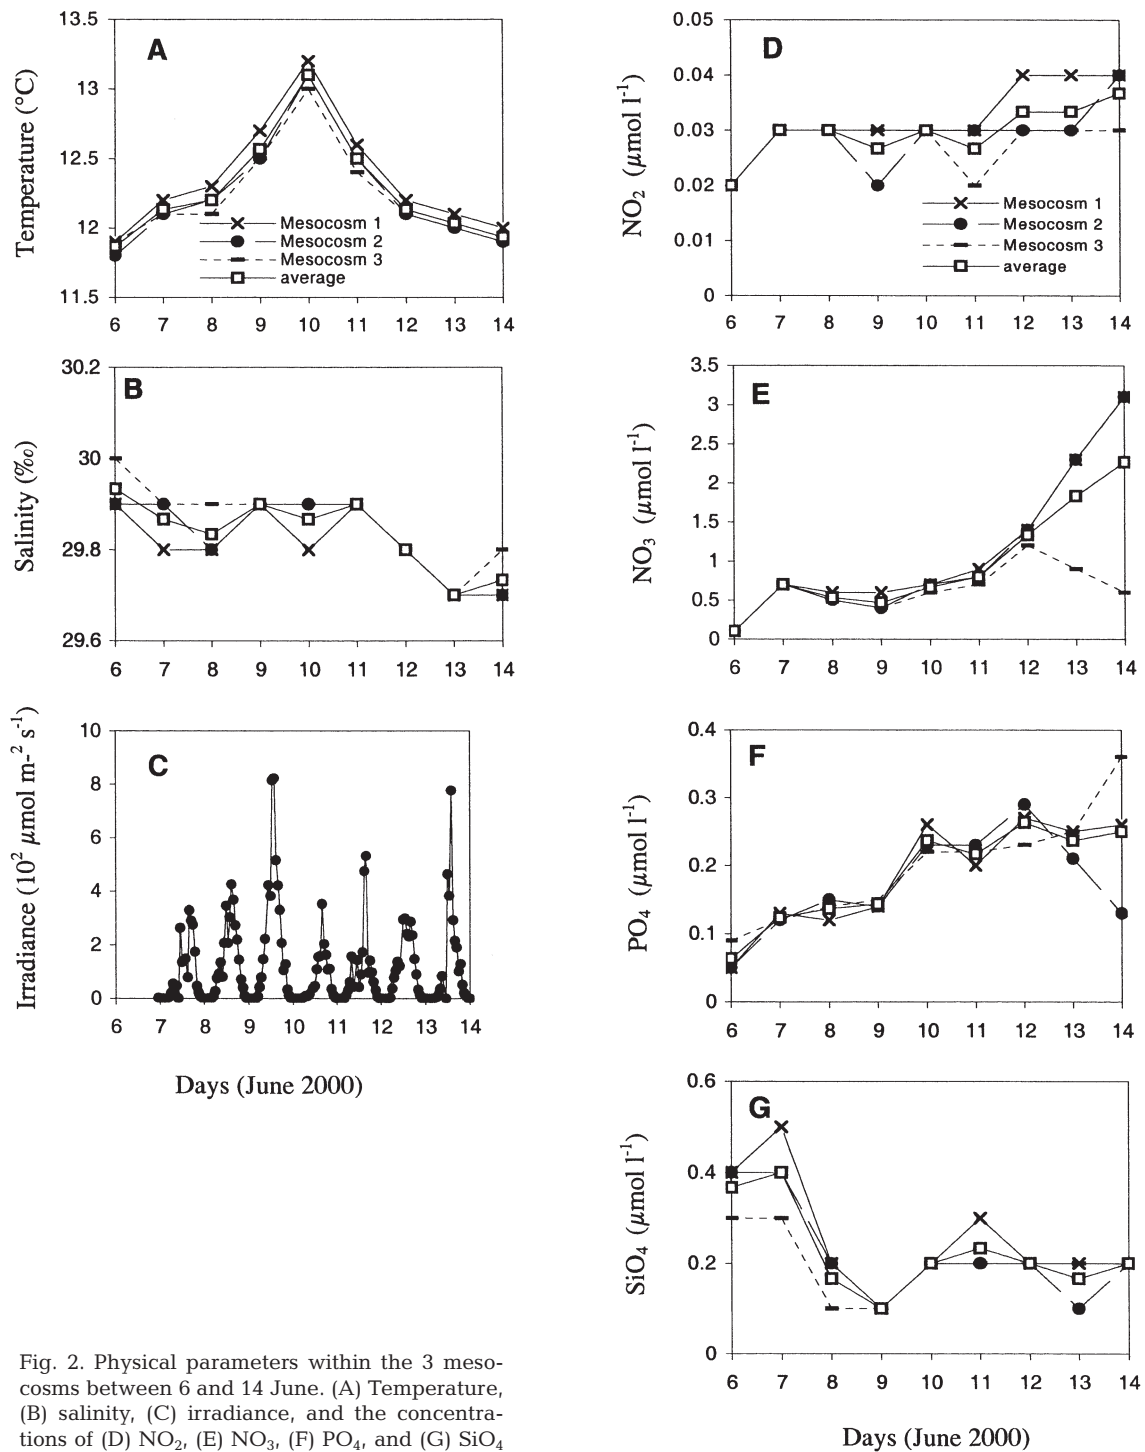 A
Temperature (°C)
13.5
13
12.5
12
11.5
Mesocosm 1
Mesocosm 2
Mesocosm 3
average
6 7 8 9 10 11 12 13 14
B
Salinity (‰)
30.2
30
29.8
29.6
6 7 8 9 10 11 12 13 14
C
Irradiance (10² µmol m-² s⁻¹)
10
8
6
4
2
0
6 7 8 9 10 11 12 13 14
Days (June 2000)
D
NO₂ (µmol l⁻¹)
0.05
0.04
0.03
0.02
0.01
0
Mesocosm 1
Mesocosm 2
Mesocosm 3
average
6 7 8 9 10 11 12 13 14
E
NO₃ (µmol l⁻¹)
3.5
3
2.5
2
1.5
1
0.5
0
6 7 8 9 10 11 12 13 14
F
PO₄ (µmol l⁻¹)
0.4
0.3
0.2
0.1
0
6 7 8 9 10 11 12 13 14
G
SiO₄ (µmol l⁻¹)
0.6
0.4
0.2
0
6 7 8 9 10 11 12 13 14
Days (June 2000)
Fig. 2. Physical parameters within the 3 meso-
cosms between 6 and 14 June. (A) Temperature,
(B) salinity, (C) irradiance, and the concentra-
tions of (D) NO₂, (E) NO₃, (F) PO₄, and (G) SiO₄